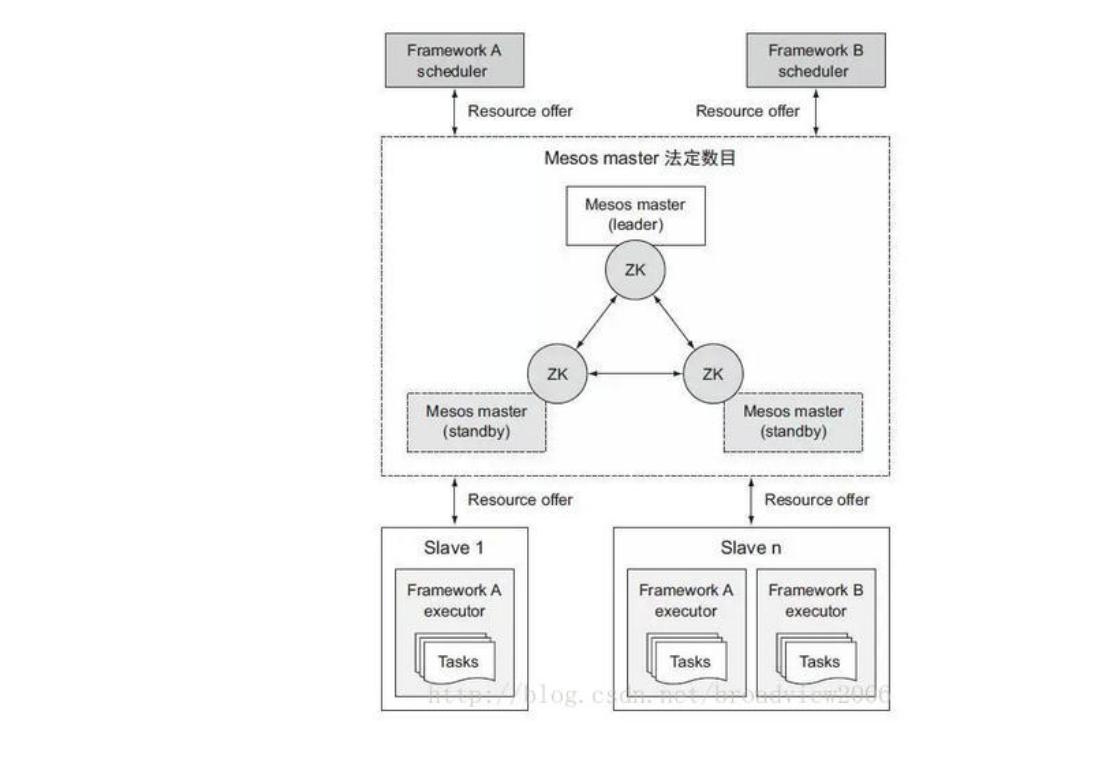 Framework A
scheduler
Framework B
scheduler
Resource offer
Resource offer
Mesos master 法定数目
Mesos master
(leader)
ZK
ZK
ZK
Mesos master
(standby)
Mesos master
(standby)
Resource offer
Resource offer
Slave 1
Slave n
Framework A
executor
Framework A
executor
Framework B
executor
Tasks
Tasks
Tasks
http://blog.csdn.net/broadview2006